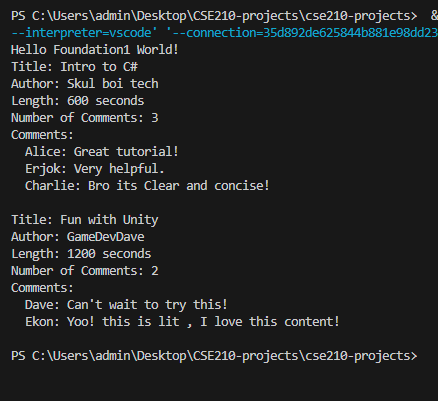 PS C:\Users\admin\Desktop\CSE210-projects\cse210-projects>  &
--interpreter=vscode' '--connection=35d892de625844b881e98dd23
Hello Foundation1 World!
Title: Intro to C#
Author: Skul boi tech
Length: 600 seconds
Number of Comments: 3
Comments:
  Alice: Great tutorial!
  Erjok: Very helpful.
  Charlie: Bro its Clear and concise!

Title: Fun with Unity
Author: GameDevDave
Length: 1200 seconds
Number of Comments: 2
Comments:
  Dave: Can't wait to try this!
  Ekon: Yoo! this is lit , I love this content!

PS C:\Users\admin\Desktop\CSE210-projects\cse210-projects>